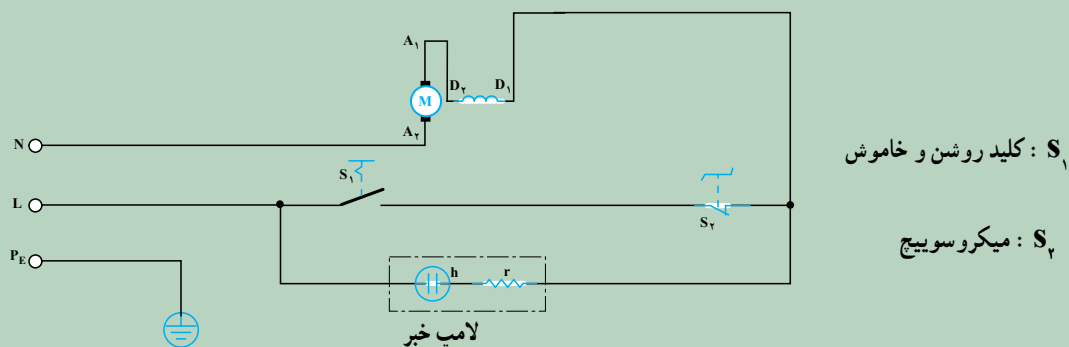 A۱
D۲ D۱
M
A۲
N
S۱
L
S۲
PE
h r
لامپ خبر
S۱ : کلید روشن و خاموش
S۲ : میکروسوییچ